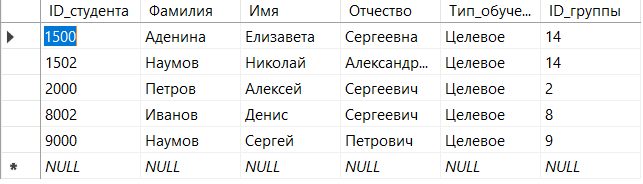 ID_студента Фамилия Имя Отчество Тип_обуче... ID_группы
1500 Аденина Елизавета Сергеевна Целевое 14
1502 Наумов Николай Александр... Целевое 14
2000 Петров Алексей Сергеевич Целевое 2
8002 Иванов Денис Сергеевич Целевое 8
9000 Наумов Сергей Петрович Целевое 9
NULL NULL NULL NULL NULL NULL